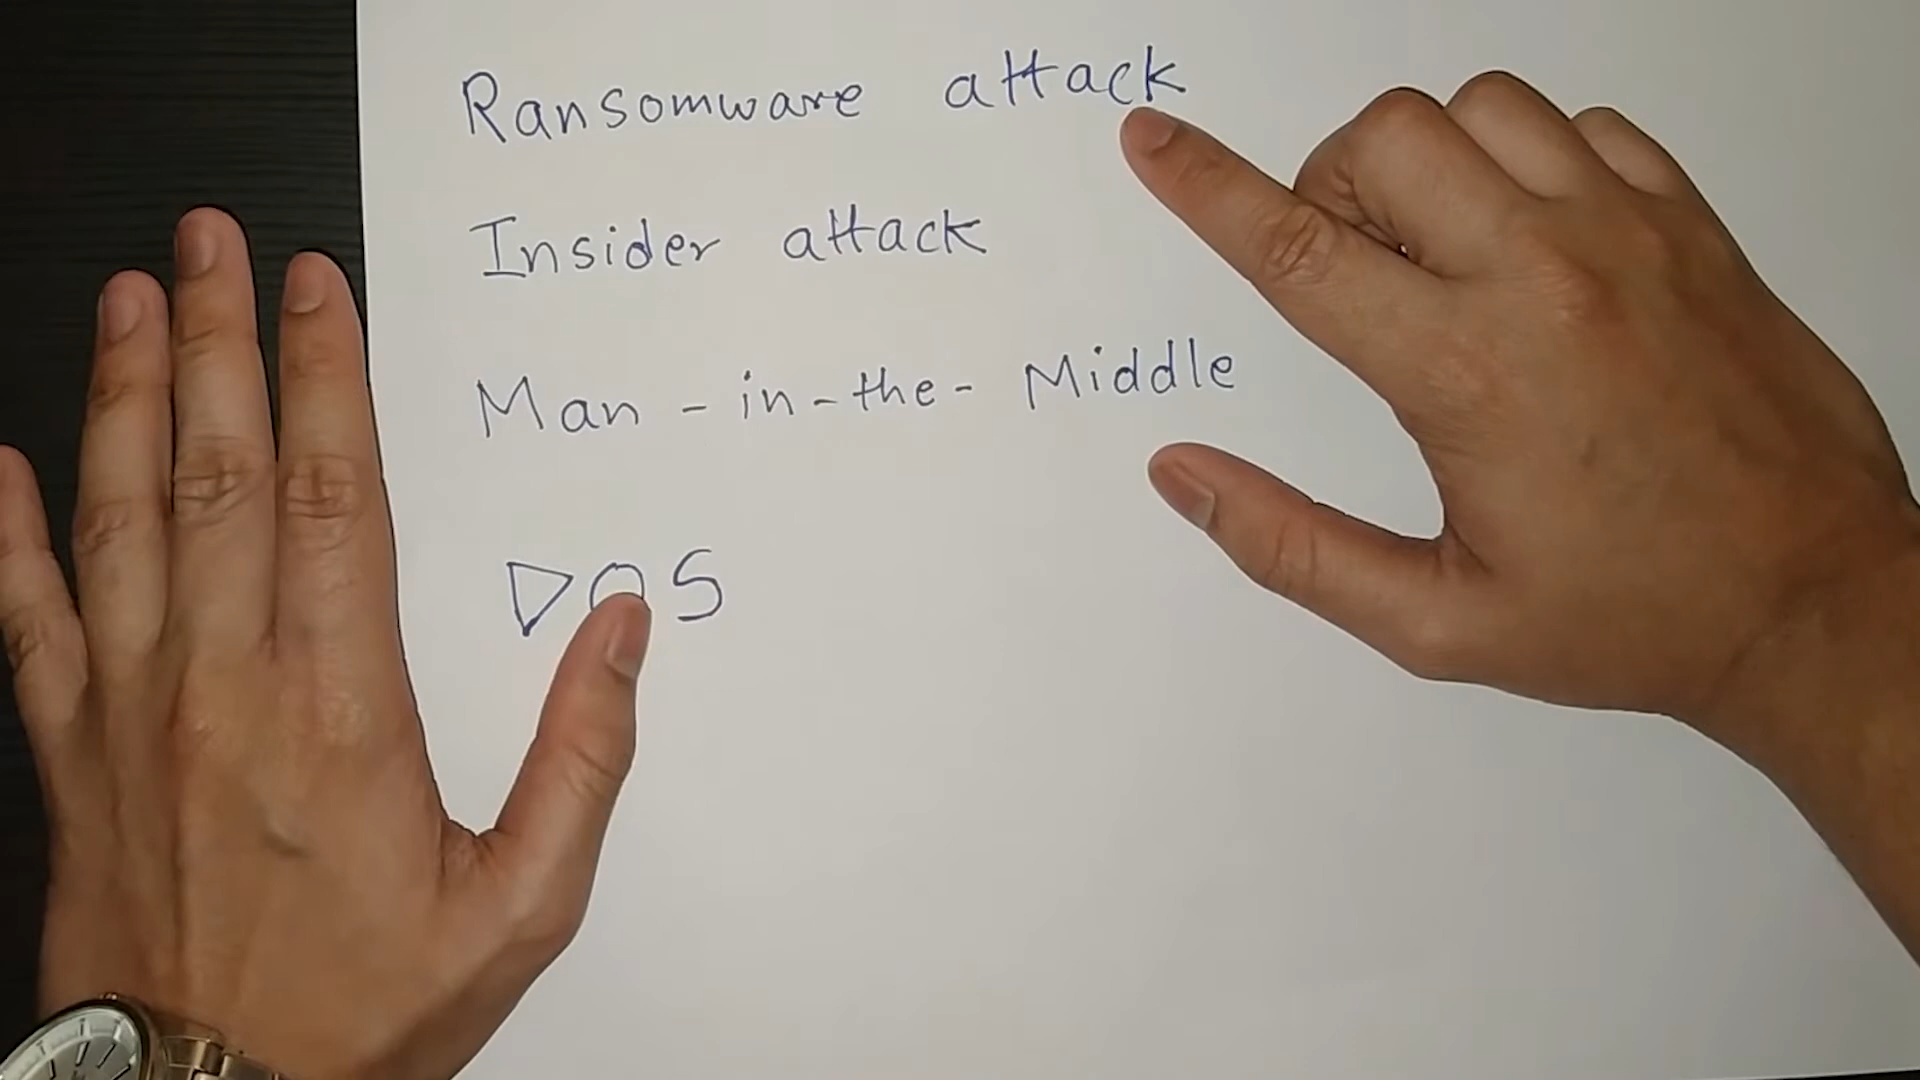 Ransomware attack
Insider attack
Man-in-the-Middle
DOS